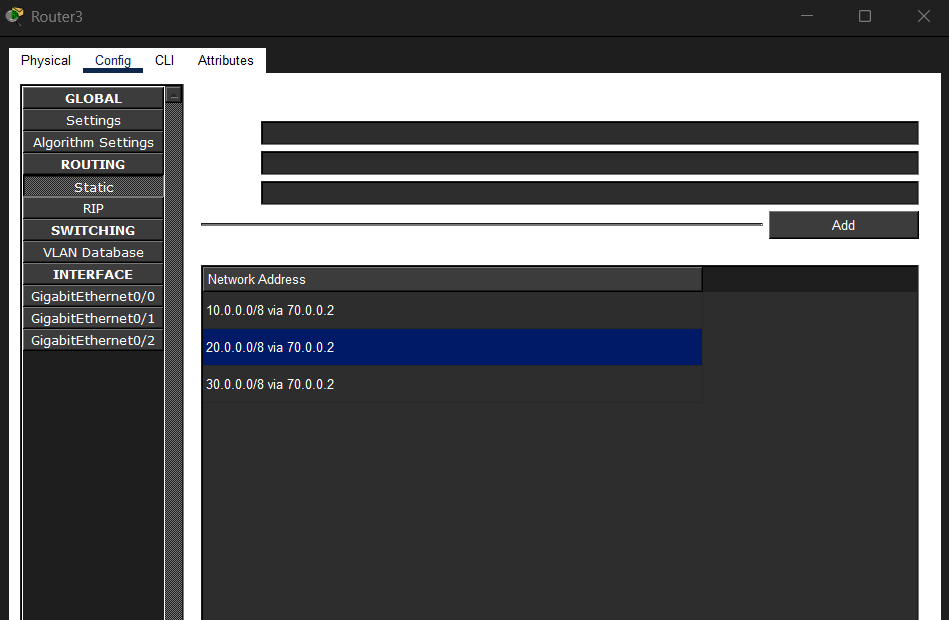 Router3
Physical Config CLI Attributes
GLOBAL
Settings
Algorithm Settings
ROUTING
Static
RIP
SWITCHING
VLAN Database
INTERFACE
GigabitEthernet0/0
GigabitEthernet0/1
GigabitEthernet0/2
Add
Network Address
10.0.0.0/8 via 70.0.0.2
20.0.0.0/8 via 70.0.0.2
30.0.0.0/8 via 70.0.0.2